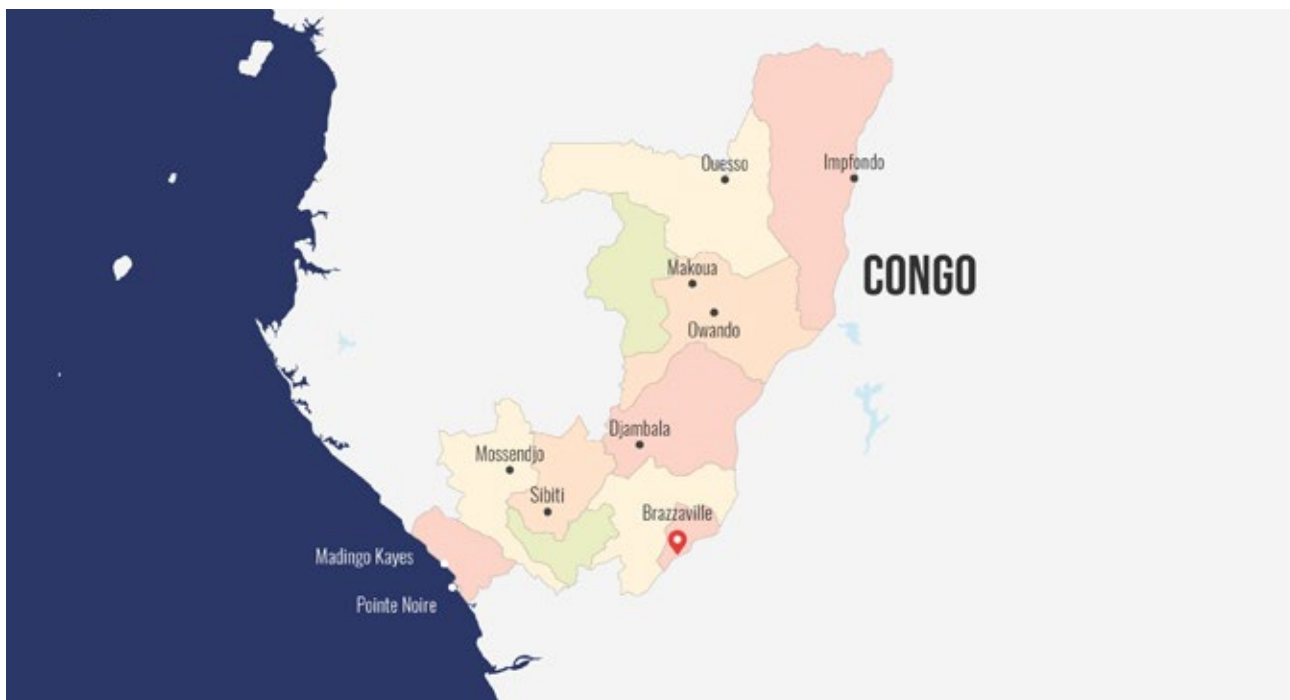 Ouesso
Impfondo
Makoua
CONGO
Owando
Djambala
Mossendjo
Sibiti
Brazzaville
Madingo Kayes
Pointe Noire